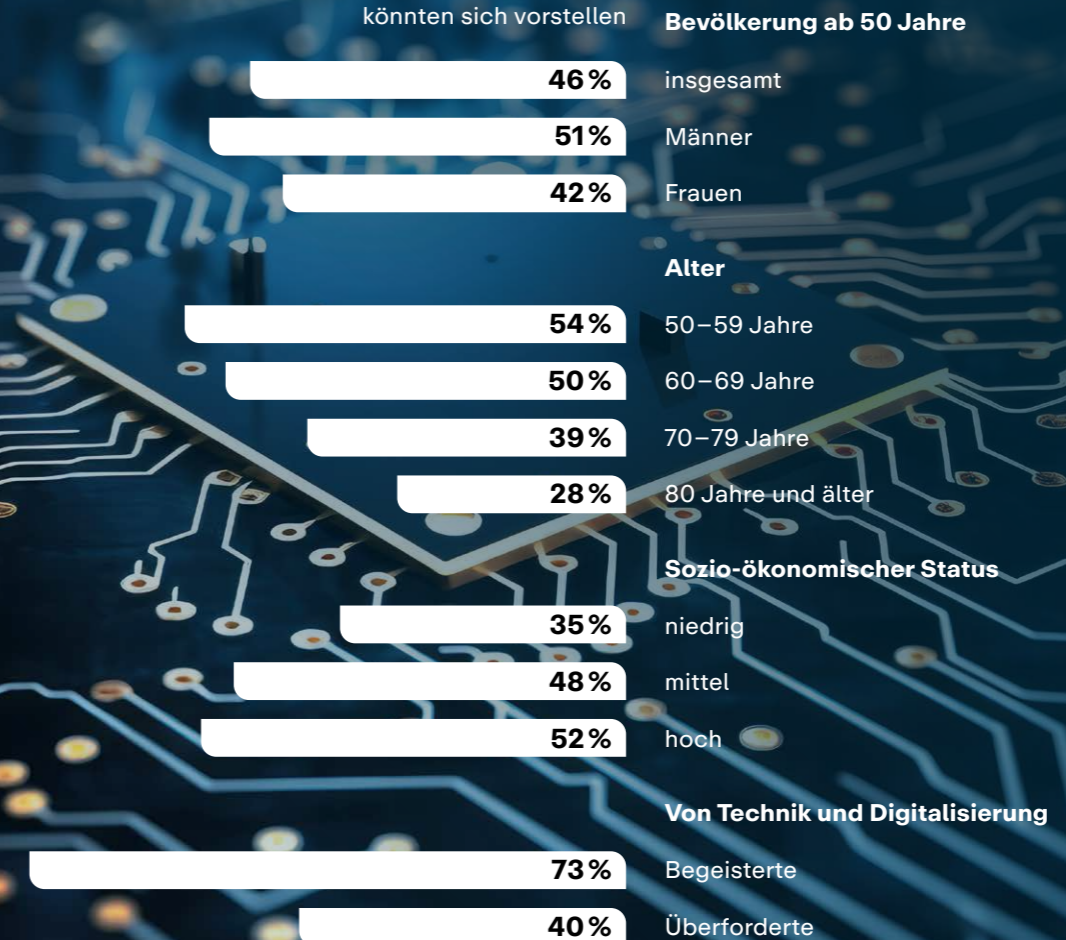 könnten sich vorstellen
Bevölkerung ab 50 Jahre
46 % insgesamt
51 % Männer
42 % Frauen
Alter
54 % 50–59 Jahre
50 % 60–69 Jahre
39 % 70–79 Jahre
28 % 80 Jahre und älter
Sozio-ökonomischer Status
35 % niedrig
48 % mittel
52 % hoch
Von Technik und Digitalisierung
73 % Begeisterte
40 % Überforderte